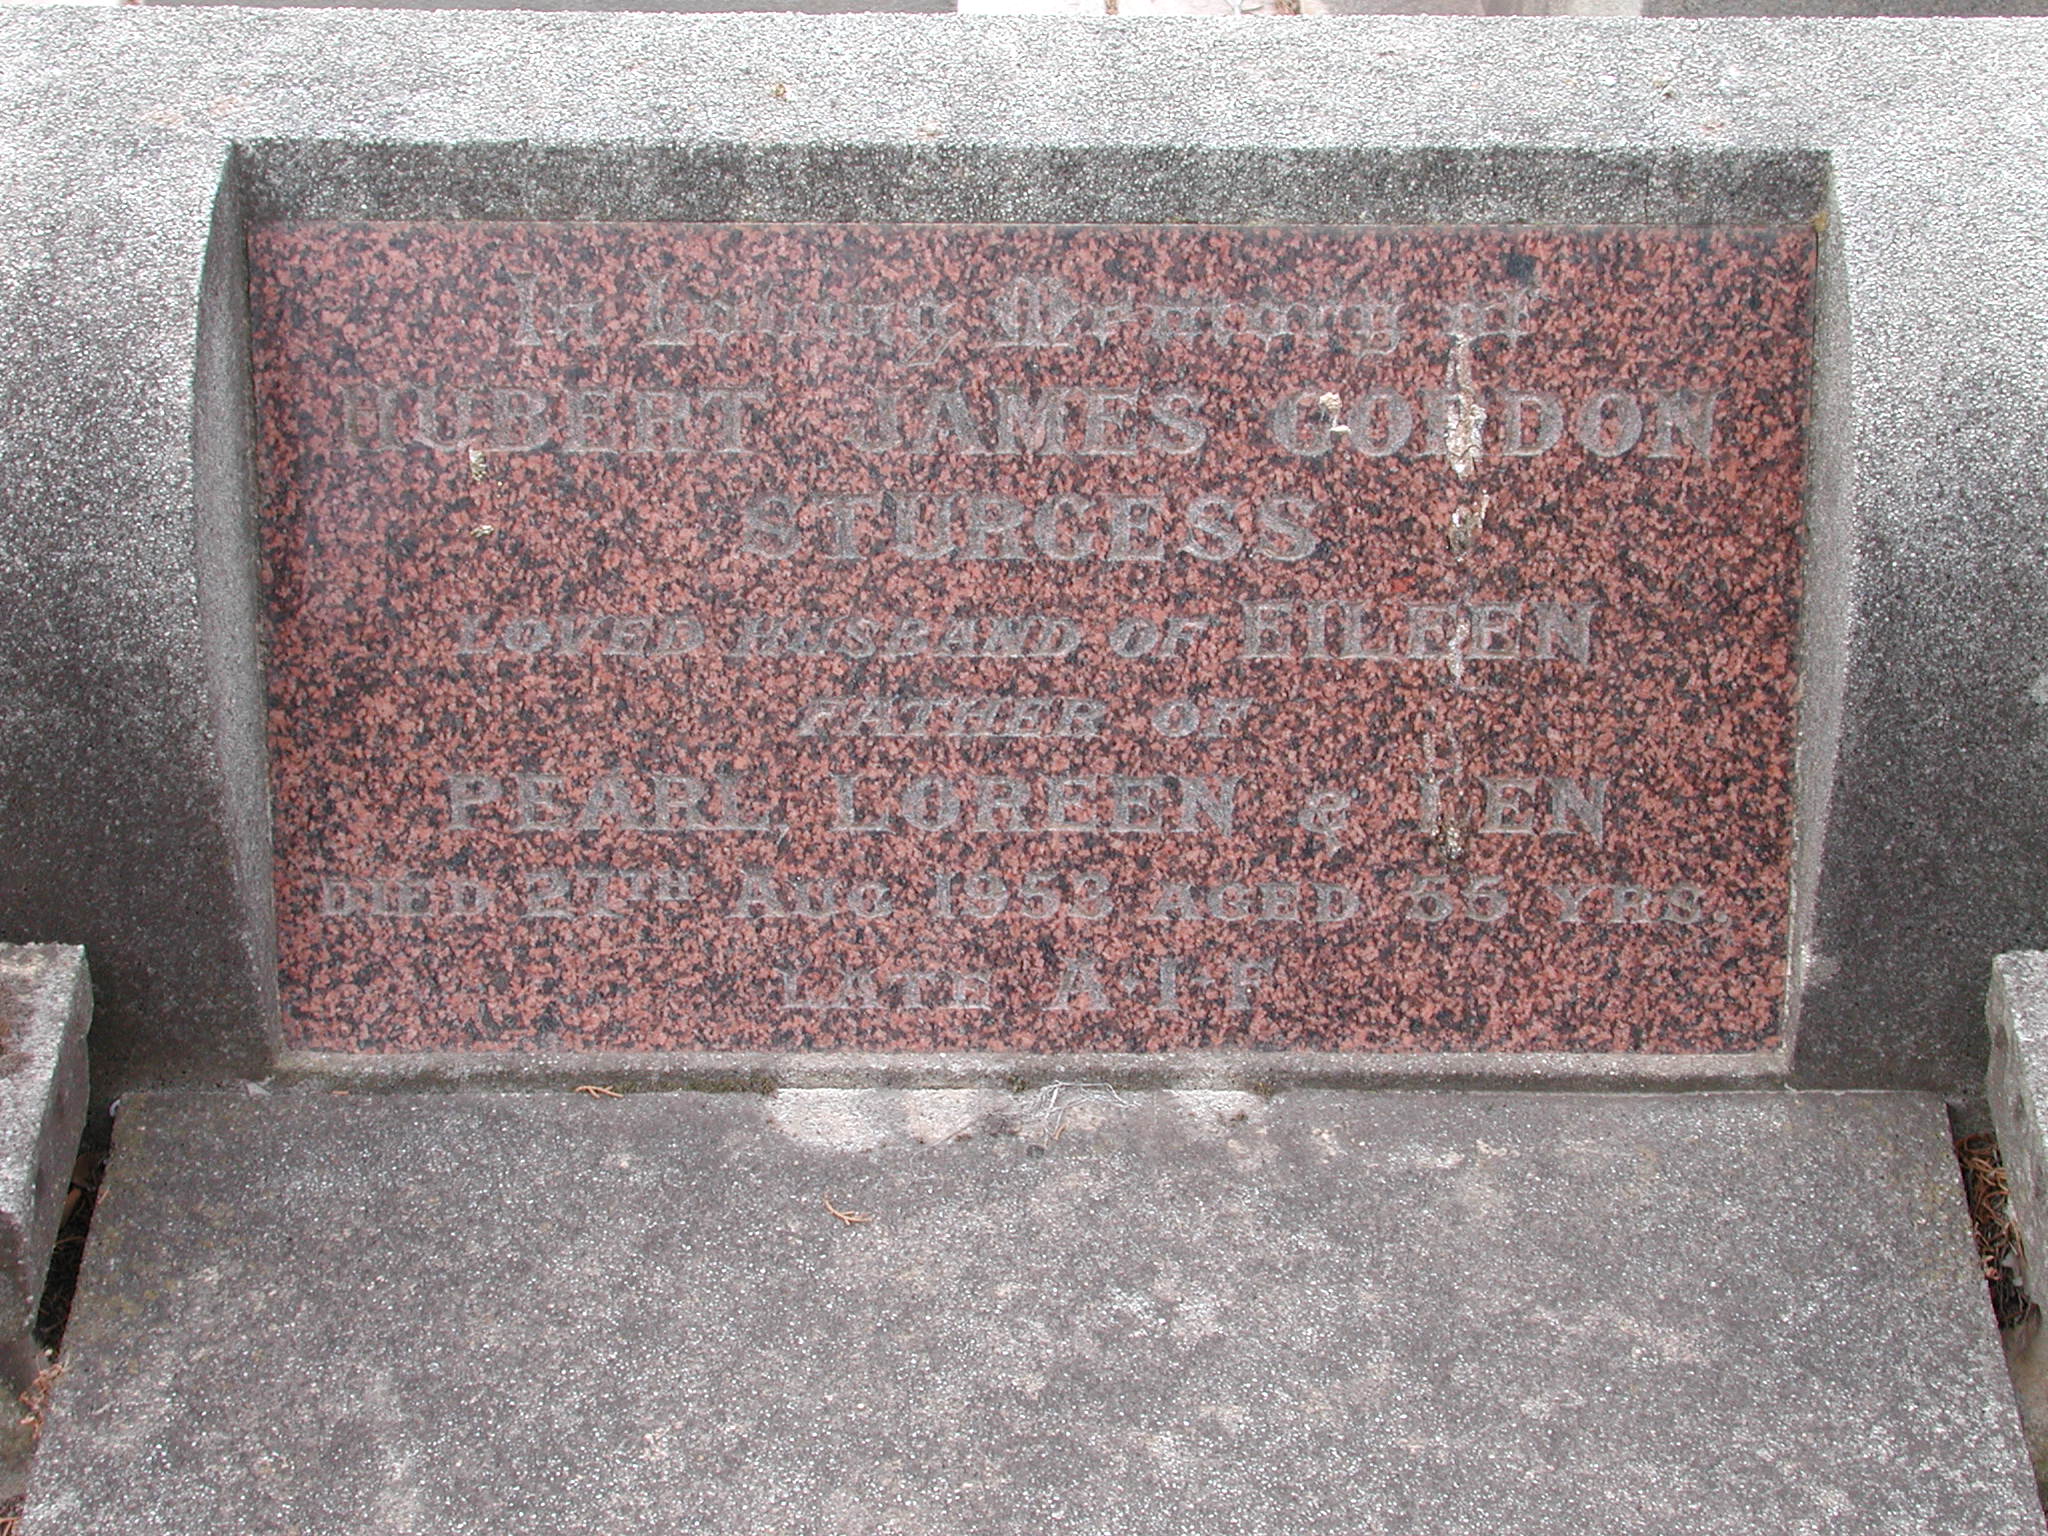 In Loving Memory of
HUBERT JAMES GORDON
STURGESS
LOVED HUSBAND OF EILEEN
FATHER OF
PEARL, LOREEN & LEN
DIED 27TH AUG 1952 AGED 55 YRS.
LATE A·I·F